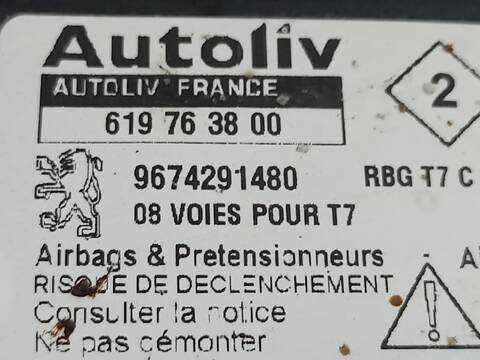 Autoliv
AUTOLIV FRANCE
2
619 76 38 00
9674291480 RBG T7 C
08 VOIES POUR T7
Airbags & Pretensionneurs
RISQUE DE DECLENCHEMENT
Consulter la notice
Ne pas démonter